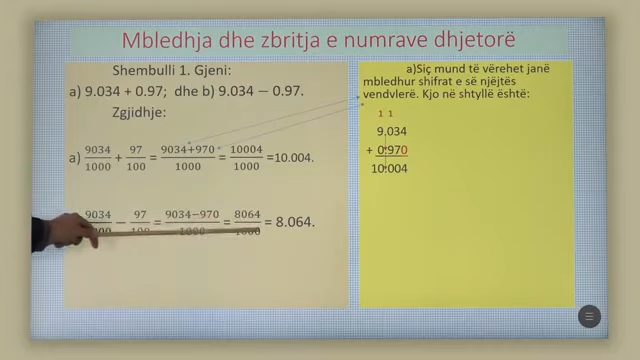 Mbledhja dhe zbritja e numrave dhjetorë
Shembulli 1. Gjeni:
a) 9.034 + 0.97;  dhe b) 9.034 − 0.97.
Zgjidhje:
a) 9034/1000 + 97/100 = 9034+970/1000 = 10004/1000 =10.004.
9034/1000 − 97/100 = 9034−970/1000 = 8064/1000 = 8.064.
a)Siç mund të vërehet janë
mbledhur shifrat e së njëjtës
vendvlerë. Kjo në shtyllë është:
1 1
9.034
+ 0.970
10.004